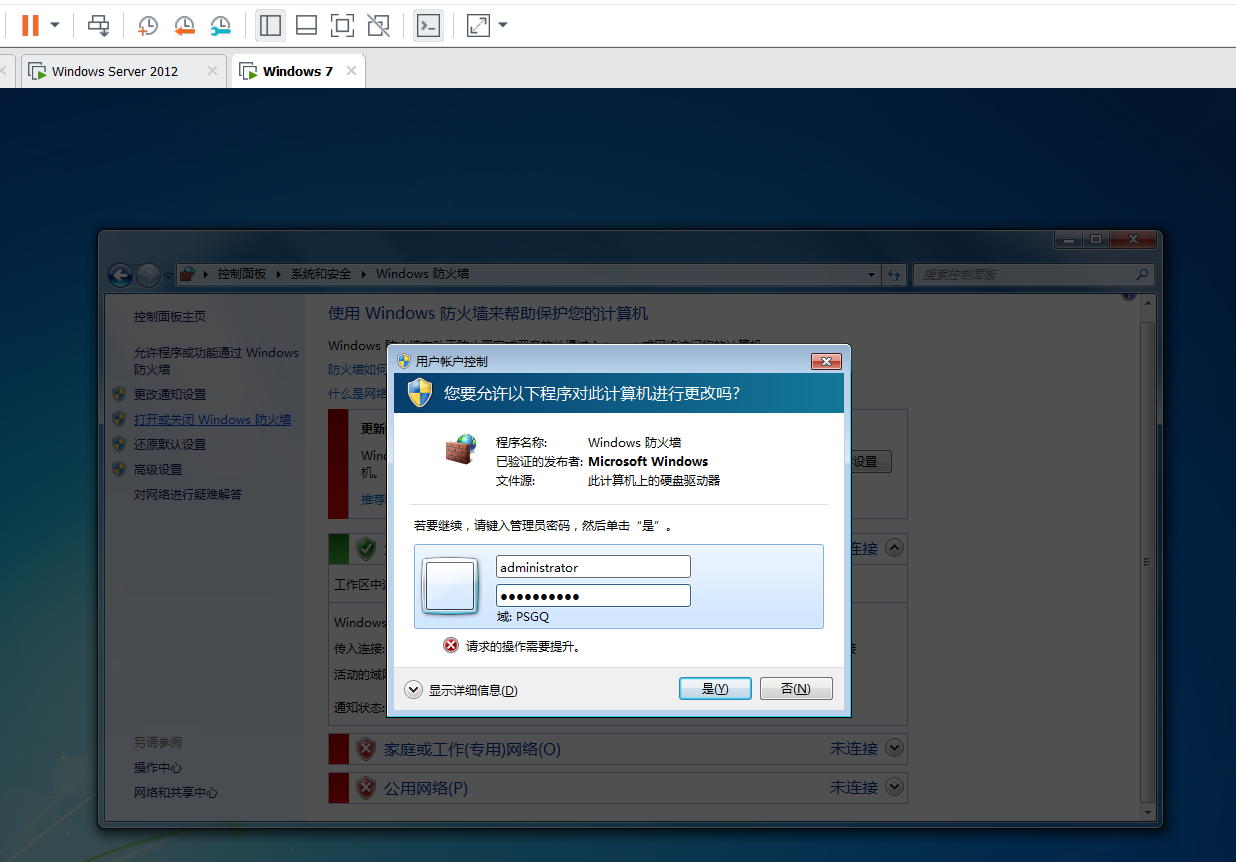 Windows Server 2012
Windows 7
控制面板 系统和安全 Windows 防火墙
搜索控制面板
控制面板主页
允许程序或功能通过 Windows
防火墙
更改通知设置
打开或关闭 Windows 防火墙
还原默认设置
高级设置
对网络进行疑难解答
另请参阅
操作中心
网络和共享中心
使用 Windows 防火墙来帮助保护您的计算机
Windows
防火墙如何
什么是网络
更新
机。
推荐
设置
连接
工作区中
Windows
传入连接:
活动的域
通知状态:
家庭或工作(专用)网络(O) 未连接
公用网络(P) 未连接
用户帐户控制
您要允许以下程序对此计算机进行更改吗?
程序名称: Windows 防火墙
已验证的发布者: Microsoft Windows
文件源: 此计算机上的硬盘驱动器
若要继续，请键入管理员密码，然后单击“是”。
administrator
●●●●●●●●●●
域: PSGQ
请求的操作需要提升。
显示详细信息(D) 是(Y) 否(N)